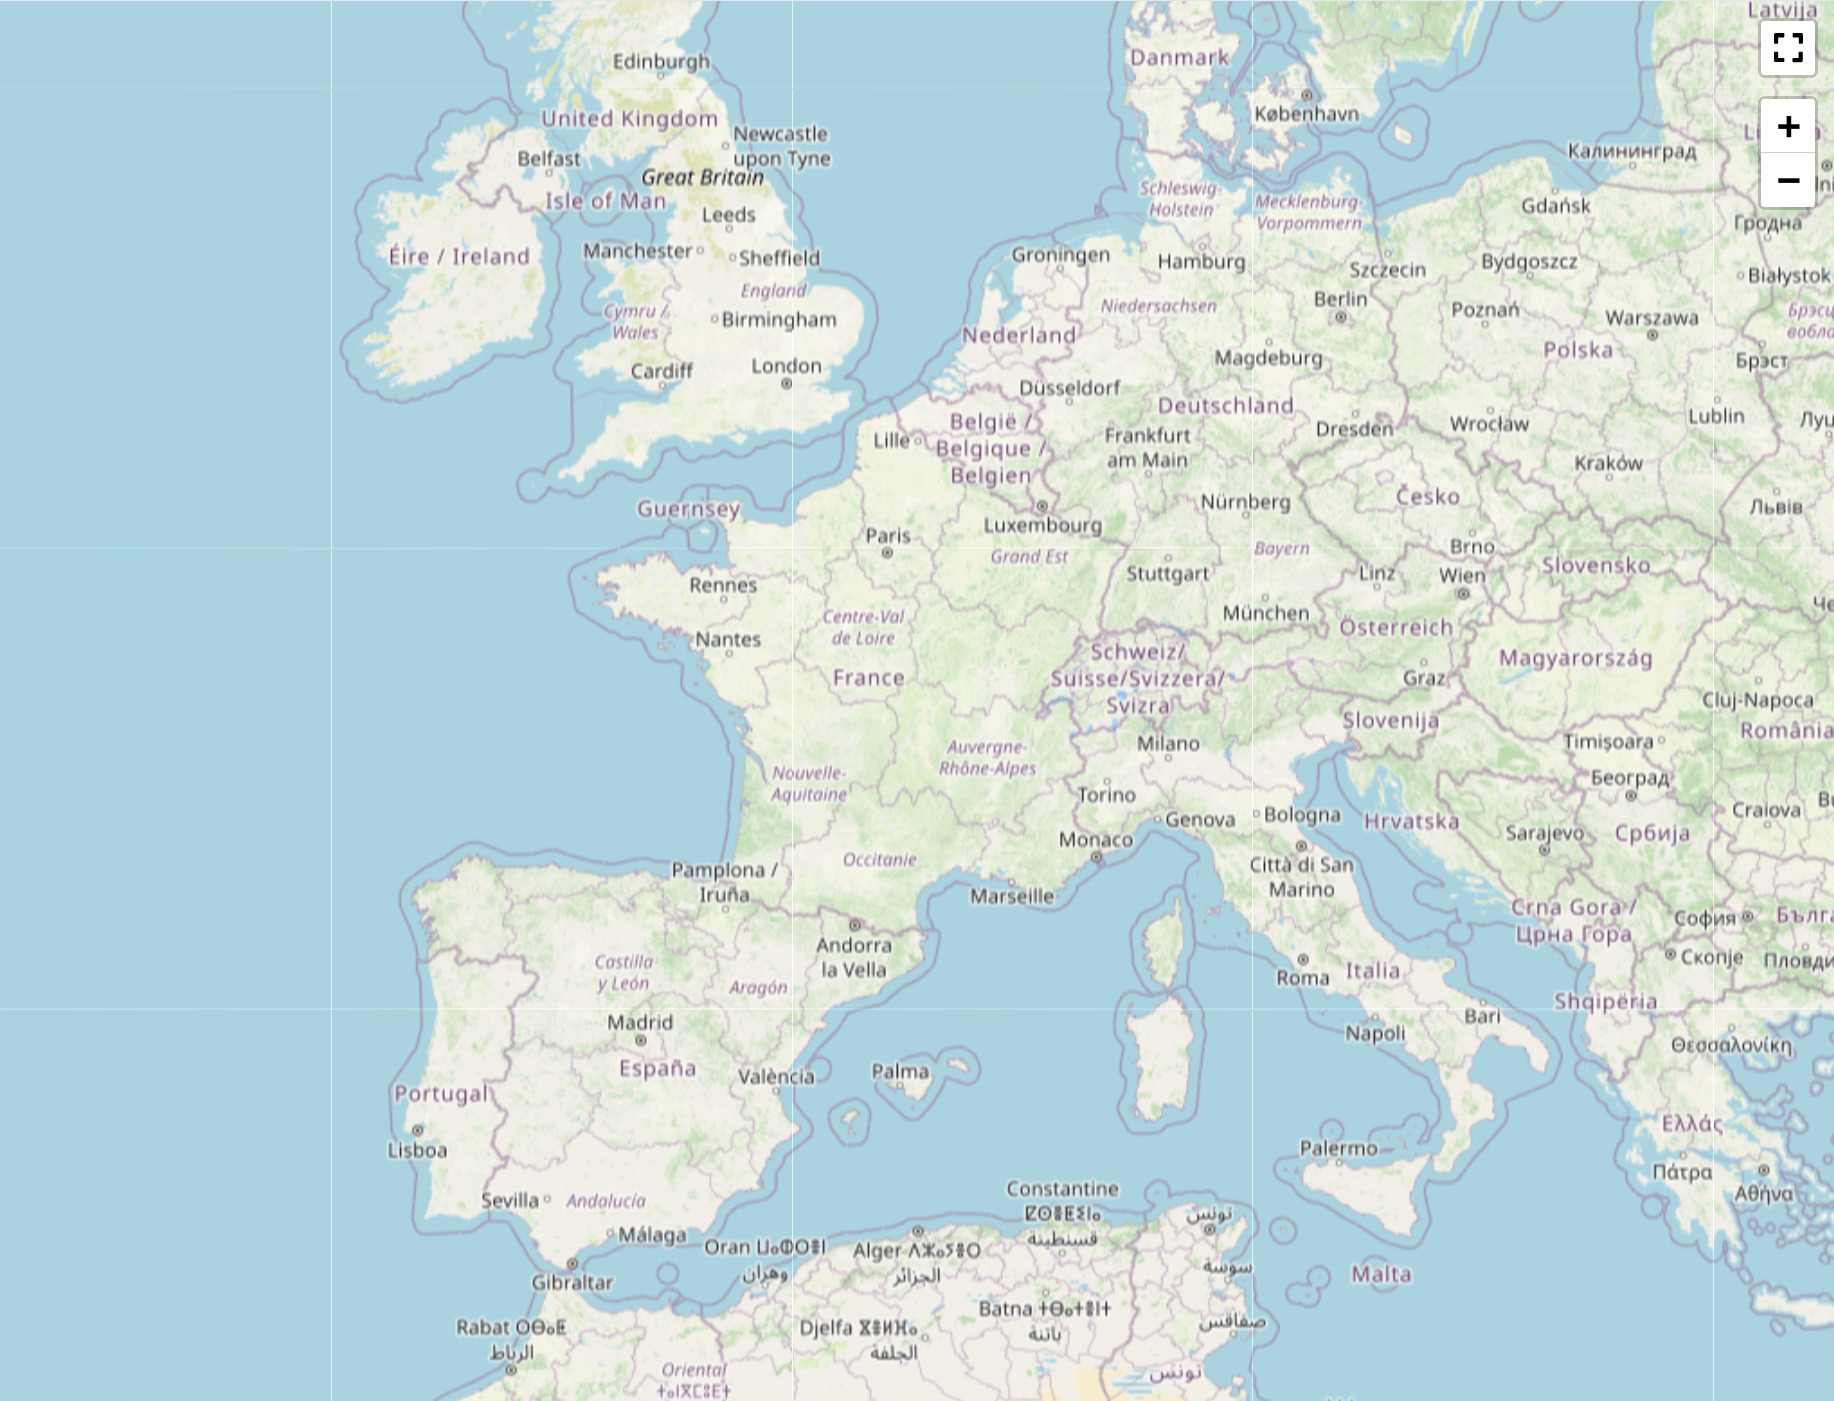 Latvija
Edinburgh
Danmark
København
United Kingdom
Newcastle
upon Tyne
Belfast
Great Britain
Isle of Man
Leeds
Калининград
Schleswig-
Holstein
Mecklenburg-
Vorpommern
Gdańsk
Гродна
Éire / Ireland
Manchester
Sheffield
Groningen
Hamburg
Szczecin
Bydgoszcz
Białystok
England
Cymru /
Wales
Birmingham
Niedersachsen
Berlin
Poznań
Warszawa
Nederland
Polska
Magdeburg
Брэст
Cardiff
London
Düsseldorf
Deutschland
Lublin
België /
Belgique /
Belgien
Lille
Frankfurt
am Main
Dresden
Wrocław
Kraków
Nürnberg
Česko
Львів
Guernsey
Luxembourg
Paris
Grand Est
Bayern
Brno
Slovensko
Stuttgart
Linz
Wien
Rennes
München
Centre-Val
de Loire
Österreich
Nantes
Schweiz/
Suisse/Svizzera/
Svizra
France
Graz
Magyarország
Cluj-Napoca
Slovenija
România
Milano
Timișoara
Auvergne-
Rhône-Alpes
Nouvelle-
Aquitaine
Torino
Београд
Genova
Bologna
Hrvatska
Sarajevo
Србија
Craiova
Monaco
Occitanie
Città di San
Marino
Pamplona /
Iruña
Marseille
Crna Gora /
Црна Гора
София
Andorra
la Vella
Castilla
y León
Aragón
Roma
Italia
Скопје
Shqipëria
Madrid
Napoli
Bari
Θεσσαλονίκη
España
València
Palma
Portugal
Ελλάς
Lisboa
Palermo
Πάτρα
Αθήνα
Sevilla
Andalucía
Constantine
ⵇⵙⴻⵟⵉⵏⴰ
قسنطينة
تونس
Málaga
Oran ⵡⴰⵀⵔⴻⵏ
وهران
Alger ⴷⵣⴰⵢⴻⵔ
الجزائر
سوسة
Malta
Gibraltar
Batna ⵜⴱⴰⵜⴻⵏⵜ
باتنة
صفاقس
Rabat ⵔⴱⴰⵟ
الرباط
Djelfa ⴵⴻⵍⴼⴰ
الجلفة
Oriental
تونس